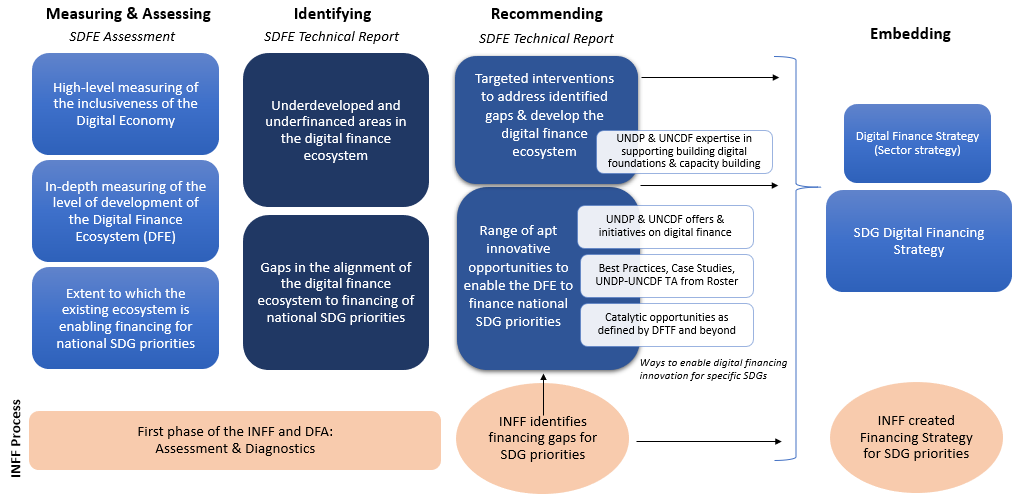 Measuring & Assessing
SDFE Assessment
High-level measuring of
the inclusiveness of the
Digital Economy
In-depth measuring of the
level of development of
the Digital Finance
Ecosystem (DFE)
Extent to which the
existing ecosystem is
enabling financing for
national SDG priorities
Identifying
SDFE Technical Report
Underdeveloped and
underfinanced areas in
the digital finance
ecosystem
Gaps in the alignment of
the digital finance
ecosystem to financing of
national SDG priorities
Recommending
SDFE Technical Report
Targeted interventions
to address identified
gaps & develop the
digital finance
ecosystem
UNDP & UNCDF expertise in
supporting building digital
foundations & capacity building
Range of apt
innovative
opportunities to
enable the DFE to
finance national
SDG priorities
UNDP & UNCDF offers &
initiatives on digital finance
Best Practices, Case Studies,
UNDP-UNCDF TA from Roster
Catalytic opportunities as
defined by DFTF and beyond
Ways to enable digital financing
innovation for specific SDGs
Embedding
Digital Finance Strategy
(Sector strategy)
SDG Digital Financing
Strategy
INFF Process
First phase of the INFF and DFA:
Assessment & Diagnostics
INFF identifies
financing gaps for
SDG priorities
INFF created
Financing Strategy
for SDG priorities